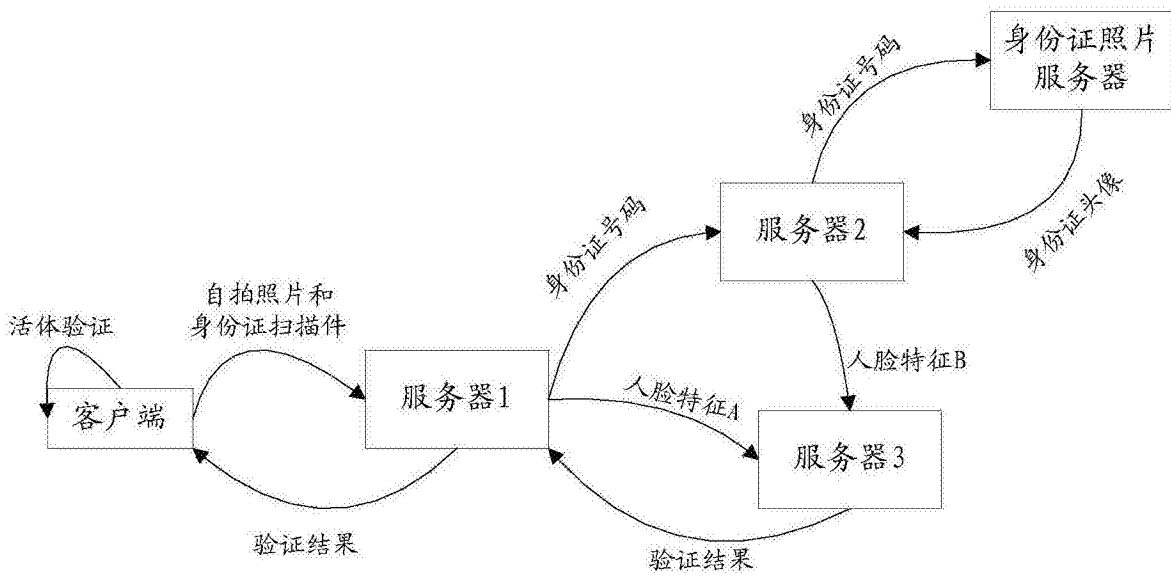 身份证照片
服务器
身份证号码
身份证头像
服务器2
身份证号码
自拍照片和
身份证扫描件
活体验证
人脸特征B
服务器1
人脸特征A
客户端
服务器3
验证结果
验证结果